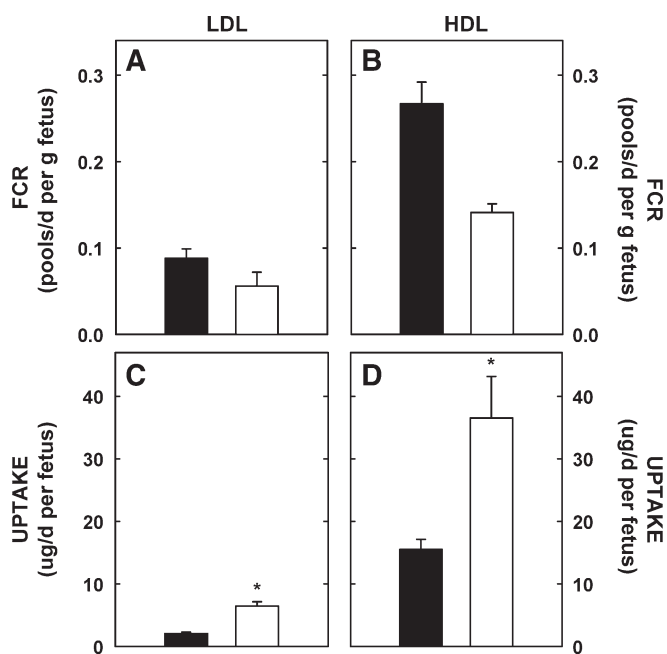 LDL
HDL
A
B
0.3
0.2
0.1
0.0
FCR
(pools/d per g fetus)
0.3
0.2
0.1
0.0
FCR
(pools/d per g fetus)
C
D
40
30
20
10
0
UPTAKE
(ug/d per fetus)
*
*
40
30
20
10
0
UPTAKE
(ug/d per fetus)